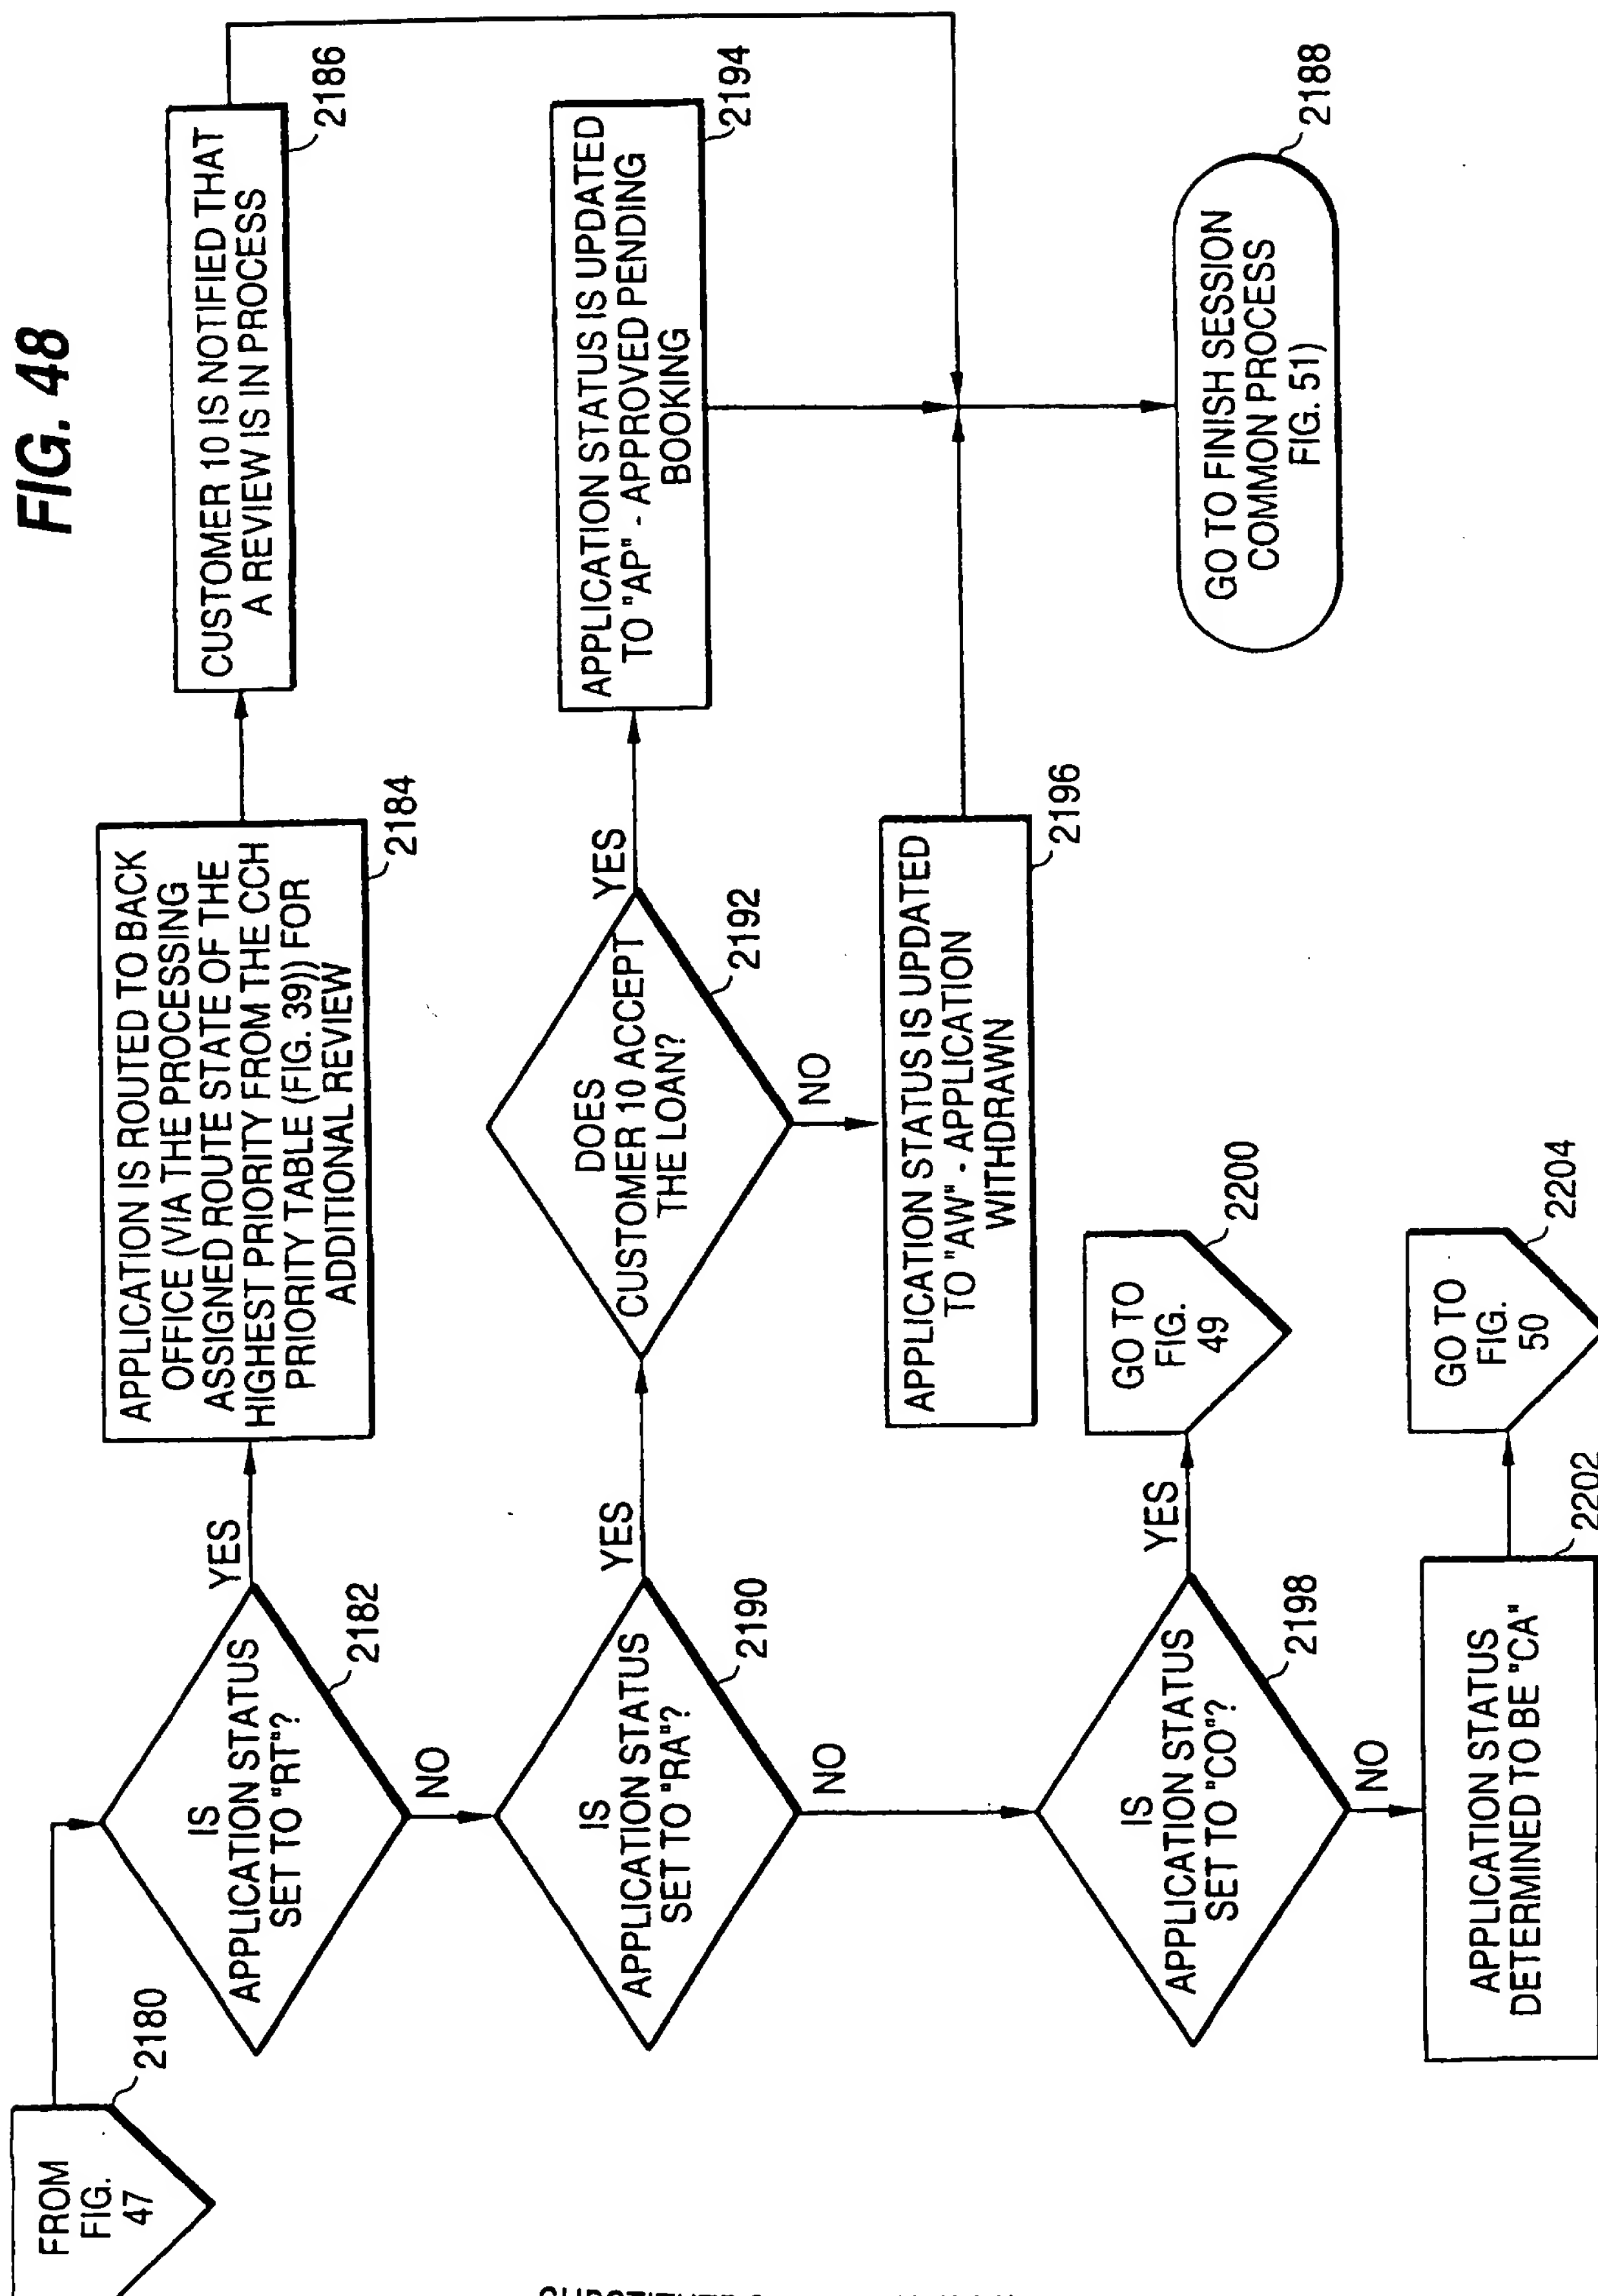 FIG. 48
FROM
FIG.
47
2180
IS
APPLICATION STATUS
SET TO "RT"?
2182
YES
NO
APPLICATION IS ROUTED TO BACK
OFFICE (VIA THE PROCESSING
ASSIGNED ROUTE STATE OF THE
HIGHEST PRIORITY FROM THE CCH
PRIORITY TABLE (FIG. 39)) FOR
ADDITIONAL REVIEW
2184
CUSTOMER 10 IS NOTIFIED THAT
A REVIEW IS IN PROCESS
2186
IS
APPLICATION STATUS
SET TO "RA"?
2190
YES
NO
DOES
CUSTOMER 10 ACCEPT
THE LOAN?
2192
YES
NO
APPLICATION STATUS IS UPDATED
TO "AP" - APPROVED PENDING
BOOKING
2194
APPLICATION STATUS IS UPDATED
TO "AW" - APPLICATION
WITHDRAWN
2196
GO TO FINISH SESSION
COMMON PROCESS
FIG. 51)
2188
IS
APPLICATION STATUS
SET TO "CO"?
2198
YES
NO
GO TO
FIG.
49
2200
APPLICATION STATUS
DETERMINED TO BE "CA"
2202
GO TO
FIG.
50
2204